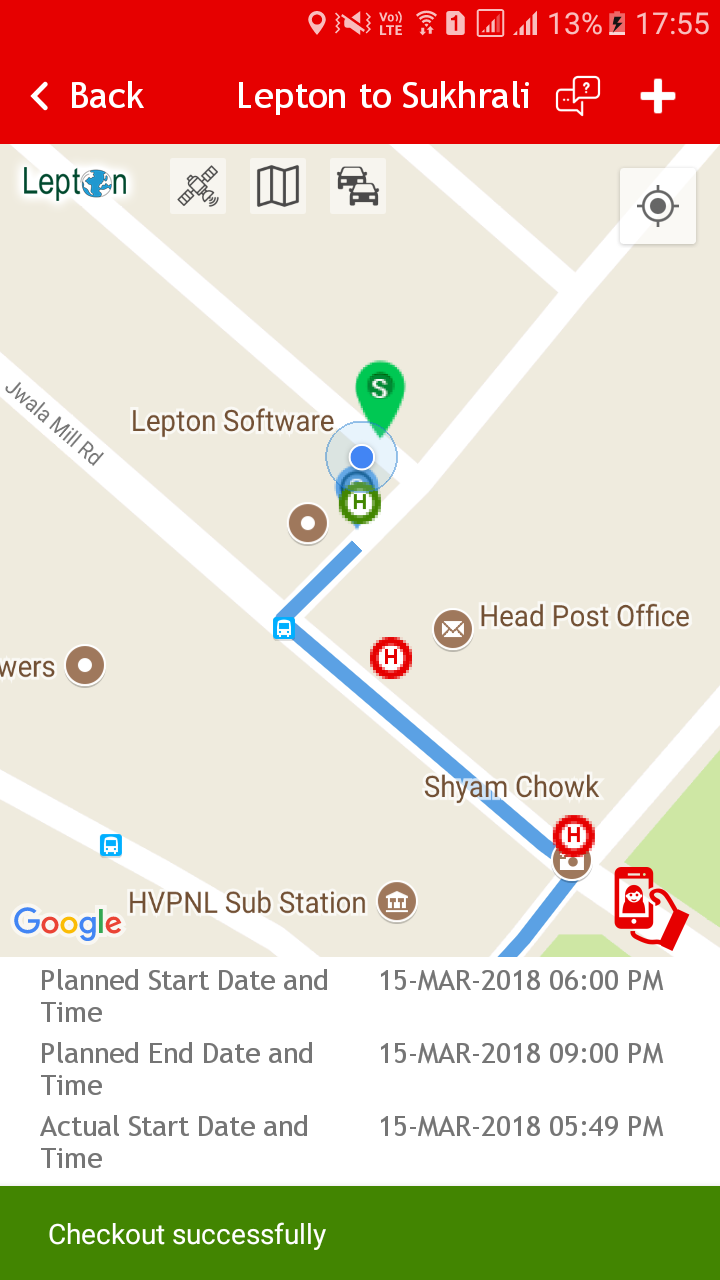 Vo)) LTE 1 13% 17:55
Back Lepton to Sukhrali ?
Lepton
S
Lepton Software
Jwala Mill Rd
H
Head Post Office
H
wers
Shyam Chowk
H
HVPNL Sub Station
Google
Planned Start Date and
Time
15-MAR-2018 06:00 PM
Planned End Date and
Time
15-MAR-2018 09:00 PM
Actual Start Date and
Time
15-MAR-2018 05:49 PM
Checkout successfully